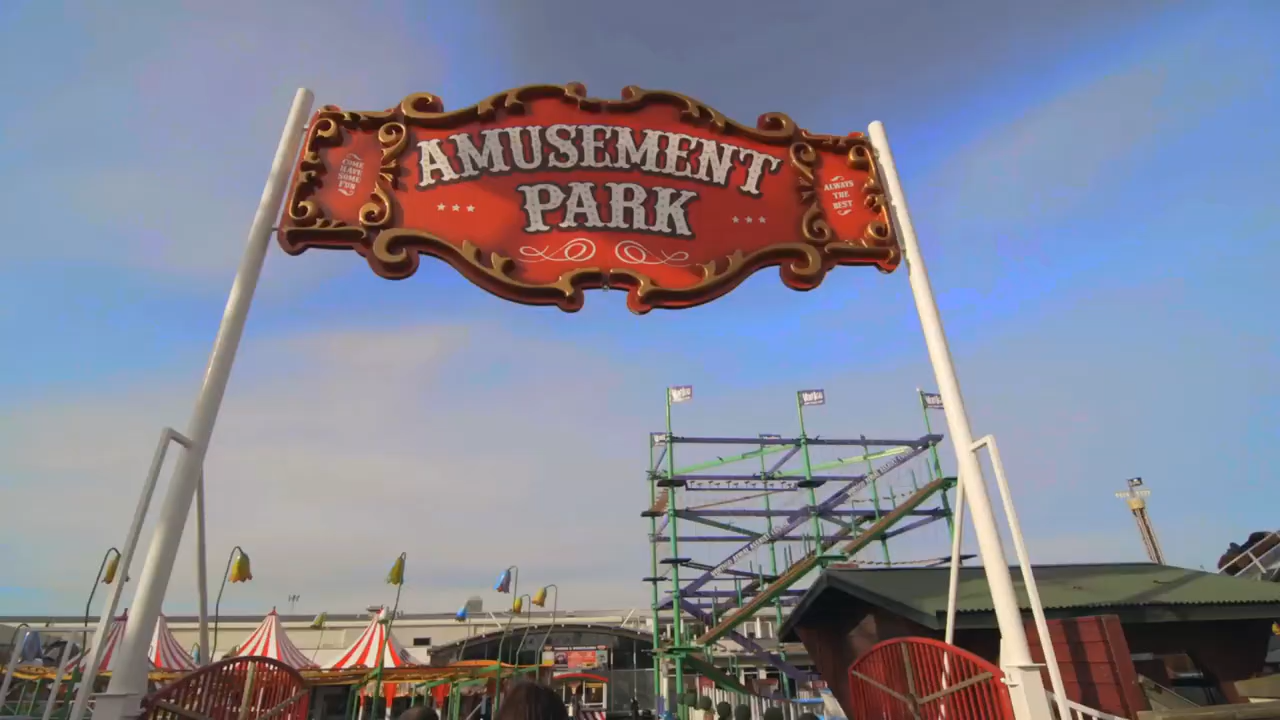 AMUSEMENT
PARK
COME
HAVE
SOME
FUN
ALWAYS
THE
BEST